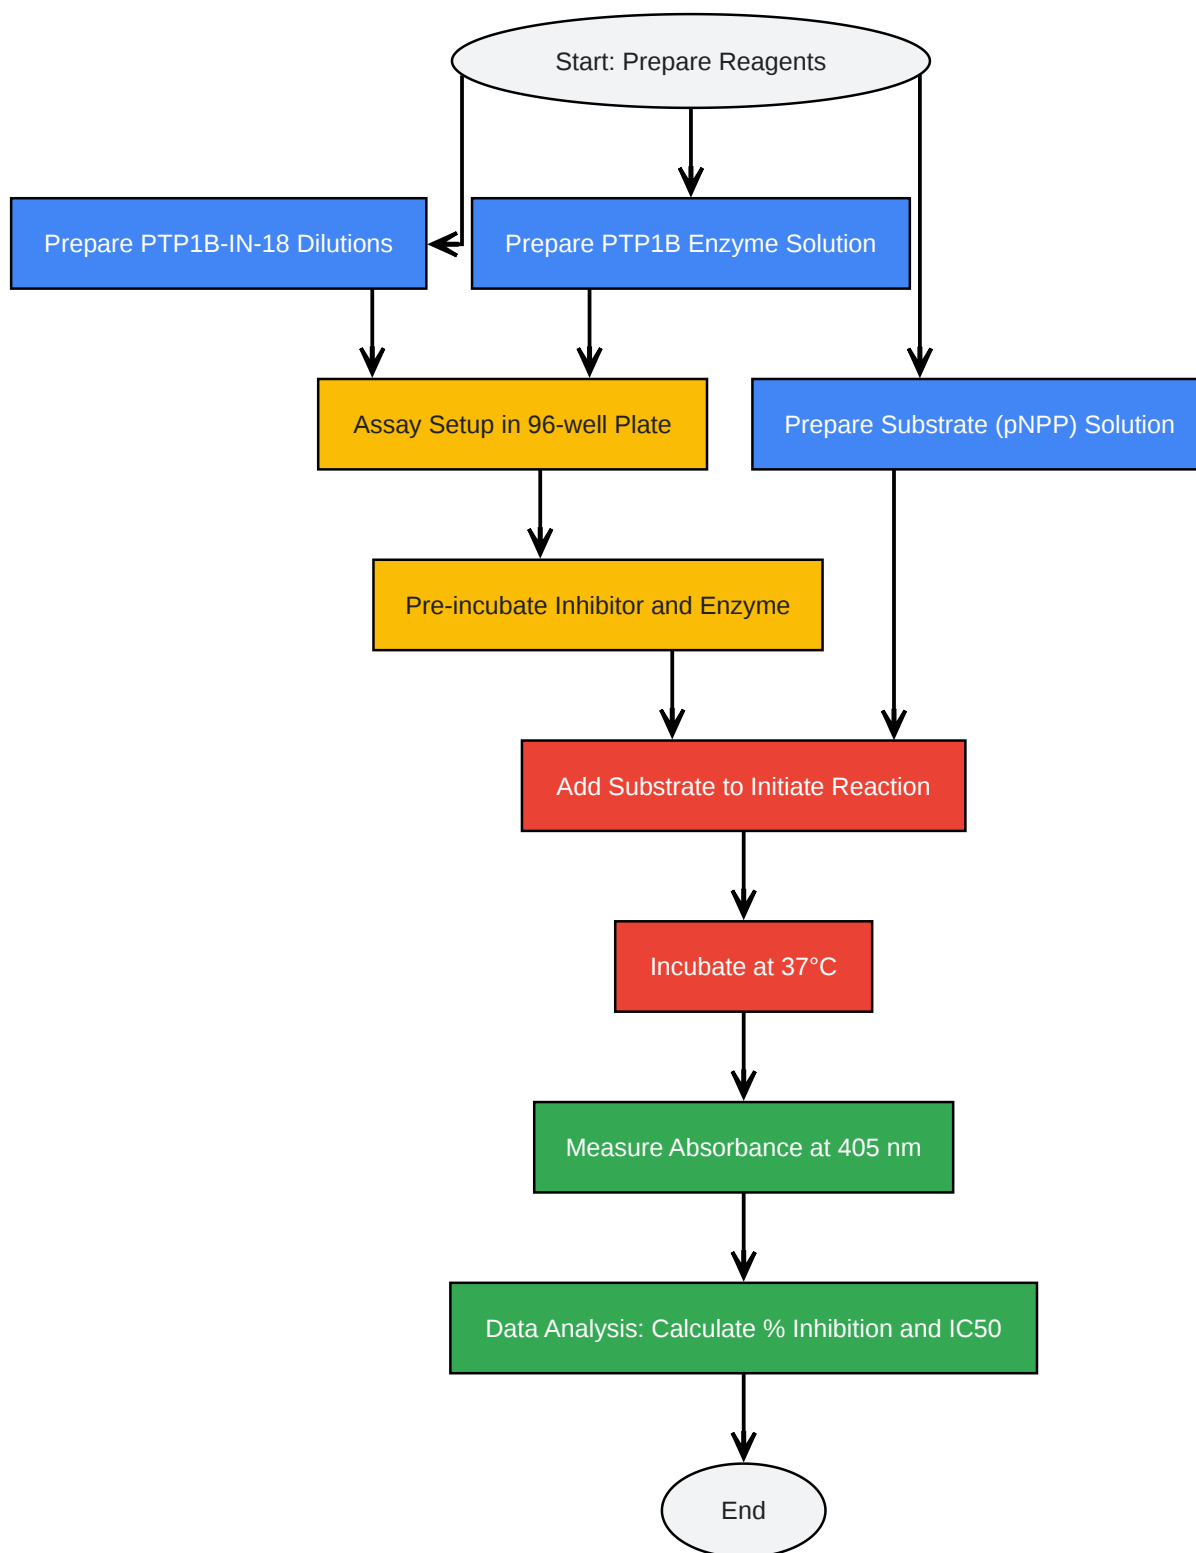 Start: Prepare Reagents
Prepare PTP1B-IN-18 Dilutions
Prepare PTP1B Enzyme Solution
Assay Setup in 96-well Plate
Prepare Substrate (pNPP) Solution
Pre-incubate Inhibitor and Enzyme
Add Substrate to Initiate Reaction
Incubate at 37°C
Measure Absorbance at 405 nm
Data Analysis: Calculate % Inhibition and IC50
End